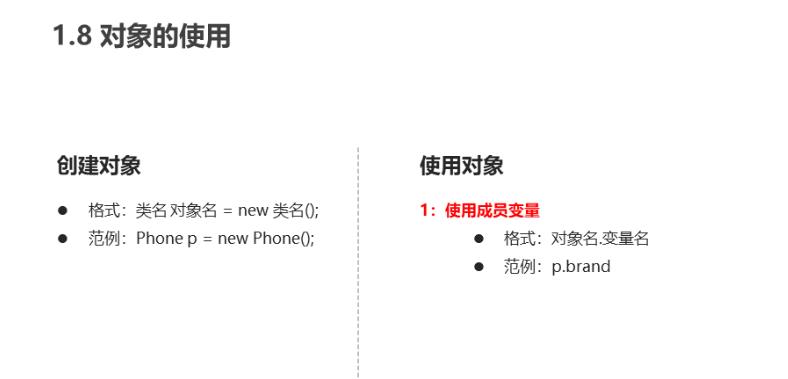 1.8 对象的使用
创建对象
● 格式：类名 对象名 = new 类名();
● 范例：Phone p = new Phone();
使用对象
1：使用成员变量
● 格式：对象名.变量名
● 范例：p.brand